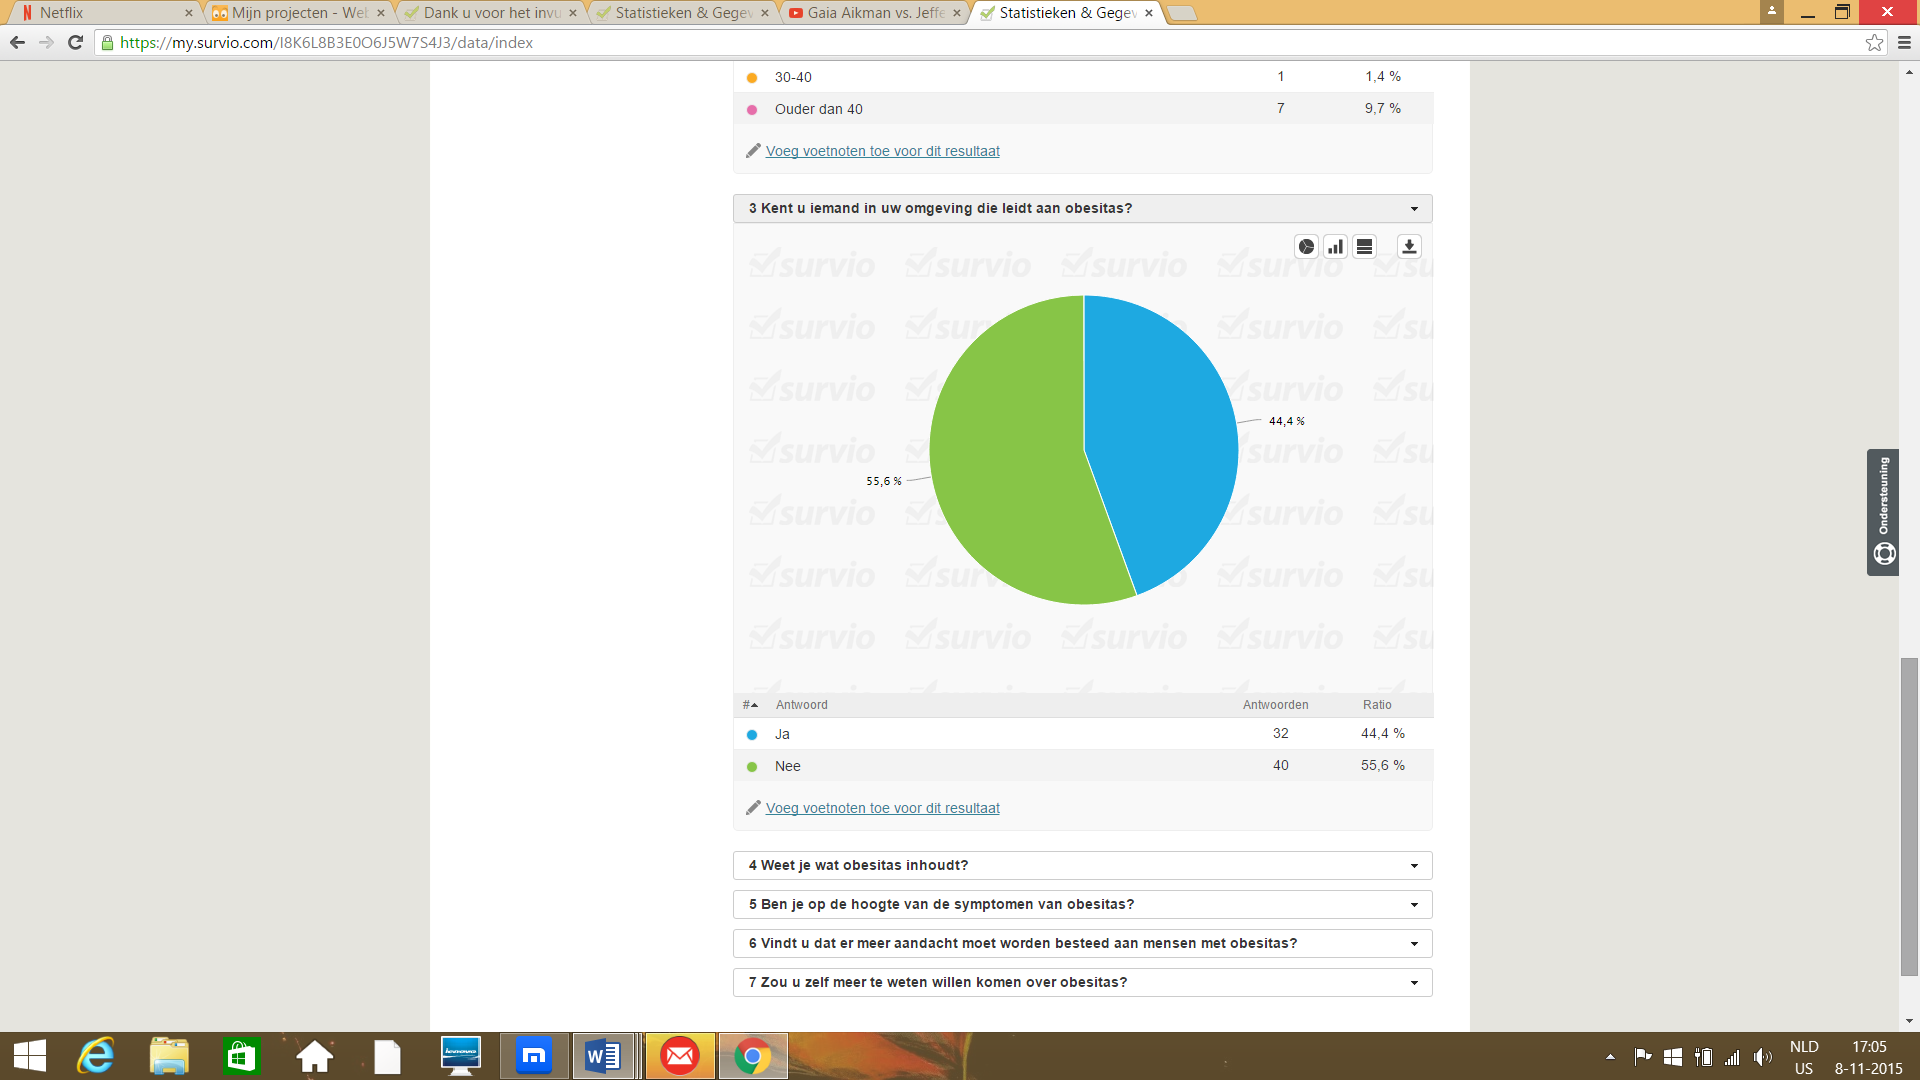 Netflix
Mijn projecten - Web
Dank u voor het invu
Statistieken & Gegev
Gaia Aikman vs. Jeffe
Statistieken & Gegev
https://my.survio.com/I8K6L8B3E0O6J5W7S4J3/data/index
30-40 1 1,4 %
Ouder dan 40 7 9,7 %
Voeg voetnoten toe voor dit resultaat
3 Kent u iemand in uw omgeving die leidt aan obesitas?
survio
44,4 %
55,6 %
Ondersteuning
# Antwoord Antwoorden Ratio
Ja 32 44,4 %
Nee 40 55,6 %
Voeg voetnoten toe voor dit resultaat
4 Weet je wat obesitas inhoudt?
5 Ben je op de hoogte van de symptomen van obesitas?
6 Vindt u dat er meer aandacht moet worden besteed aan mensen met obesitas?
7 Zou u zelf meer te weten willen komen over obesitas?
lenovo
NLD 17:05
US 8-11-2015